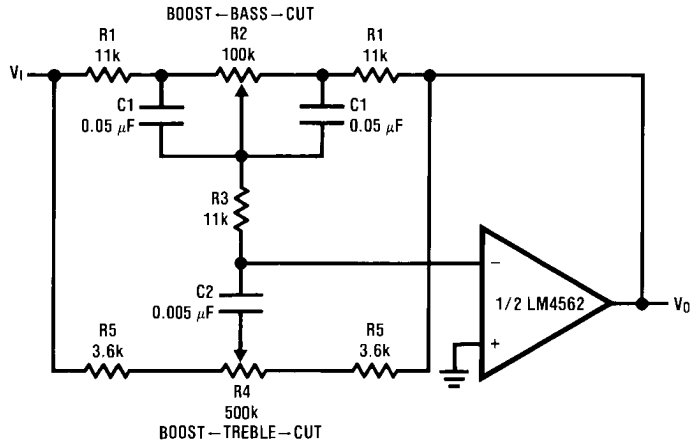 BOOST←BASS→CUT
R1
11k
R2
100k
R1
11k
VI
C1
0.05 μF
C1
0.05 μF
R3
11k
C2
0.005 μF
−
+
1/2 LM4562
VO
R5
3.6k
R5
3.6k
R4
500k
BOOST←TREBLE→CUT